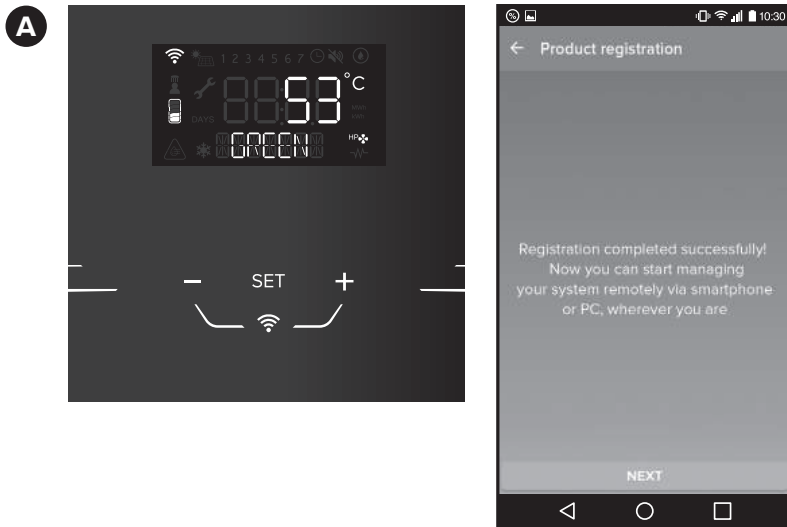 A
1 2 3 4 5 6 7
53 °C
DAYS
GREEN
HP
− SET +
10:30
← Product registration
Registration completed successfully!
Now you can start managing
your system remotely via smartphone
or PC, wherever you are
NEXT